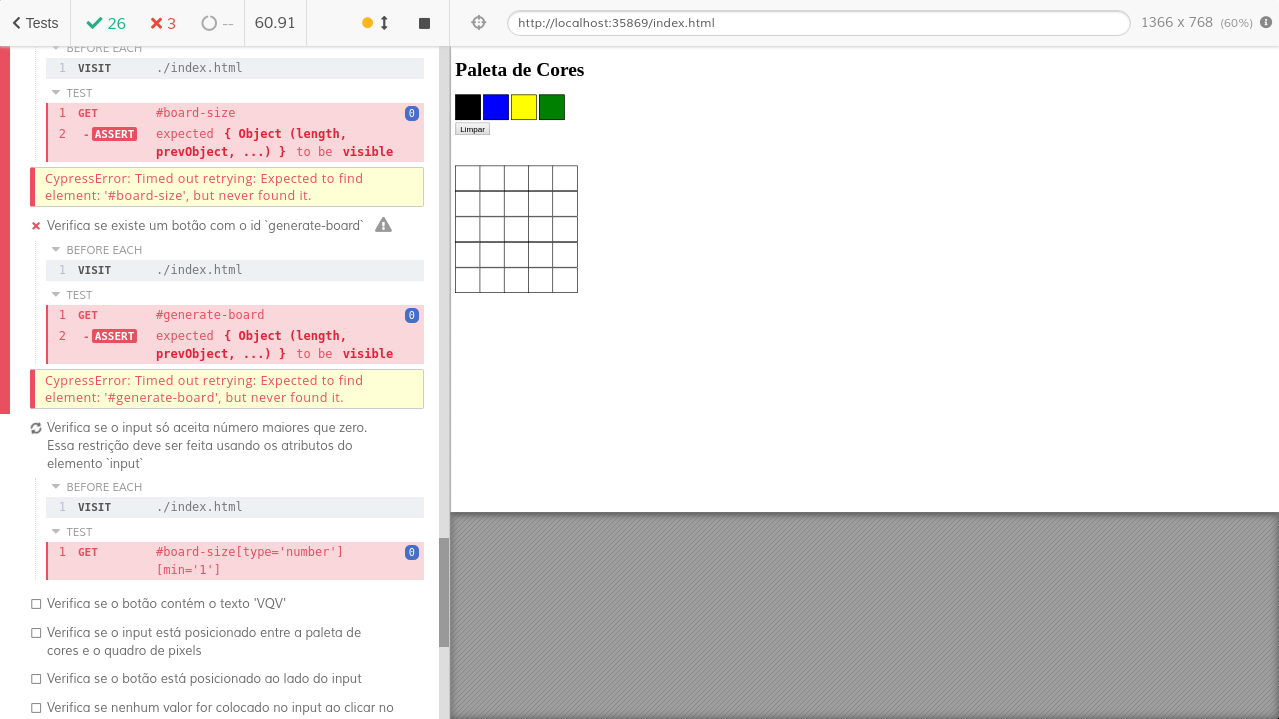 Tests 26 3 -- 60.91 http://localhost:35869/index.html 1366 x 768 (60%)
BEFORE EACH
1 VISIT ./index.html
TEST
1 GET #board-size 0
2 - ASSERT expected { Object (length,
prevObject, ...) } to be visible
CypressError: Timed out retrying: Expected to find
element: '#board-size', but never found it.
Verifica se existe um botão com o id `generate-board`
BEFORE EACH
1 VISIT ./index.html
TEST
1 GET #generate-board 0
2 - ASSERT expected { Object (length,
prevObject, ...) } to be visible
CypressError: Timed out retrying: Expected to find
element: '#generate-board', but never found it.
Verifica se o input só aceita número maiores que zero.
Essa restrição deve ser feita usando os atributos do
elemento `input`
BEFORE EACH
1 VISIT ./index.html
TEST
1 GET #board-size[type='number'] 0
[min='1']
Verifica se o botão contém o texto 'VQV'
Verifica se o input está posicionado entre a paleta de
cores e o quadro de pixels
Verifica se o botão está posicionado ao lado do input
Verifica se nenhum valor for colocado no input ao clicar no
Paleta de Cores
Limpar